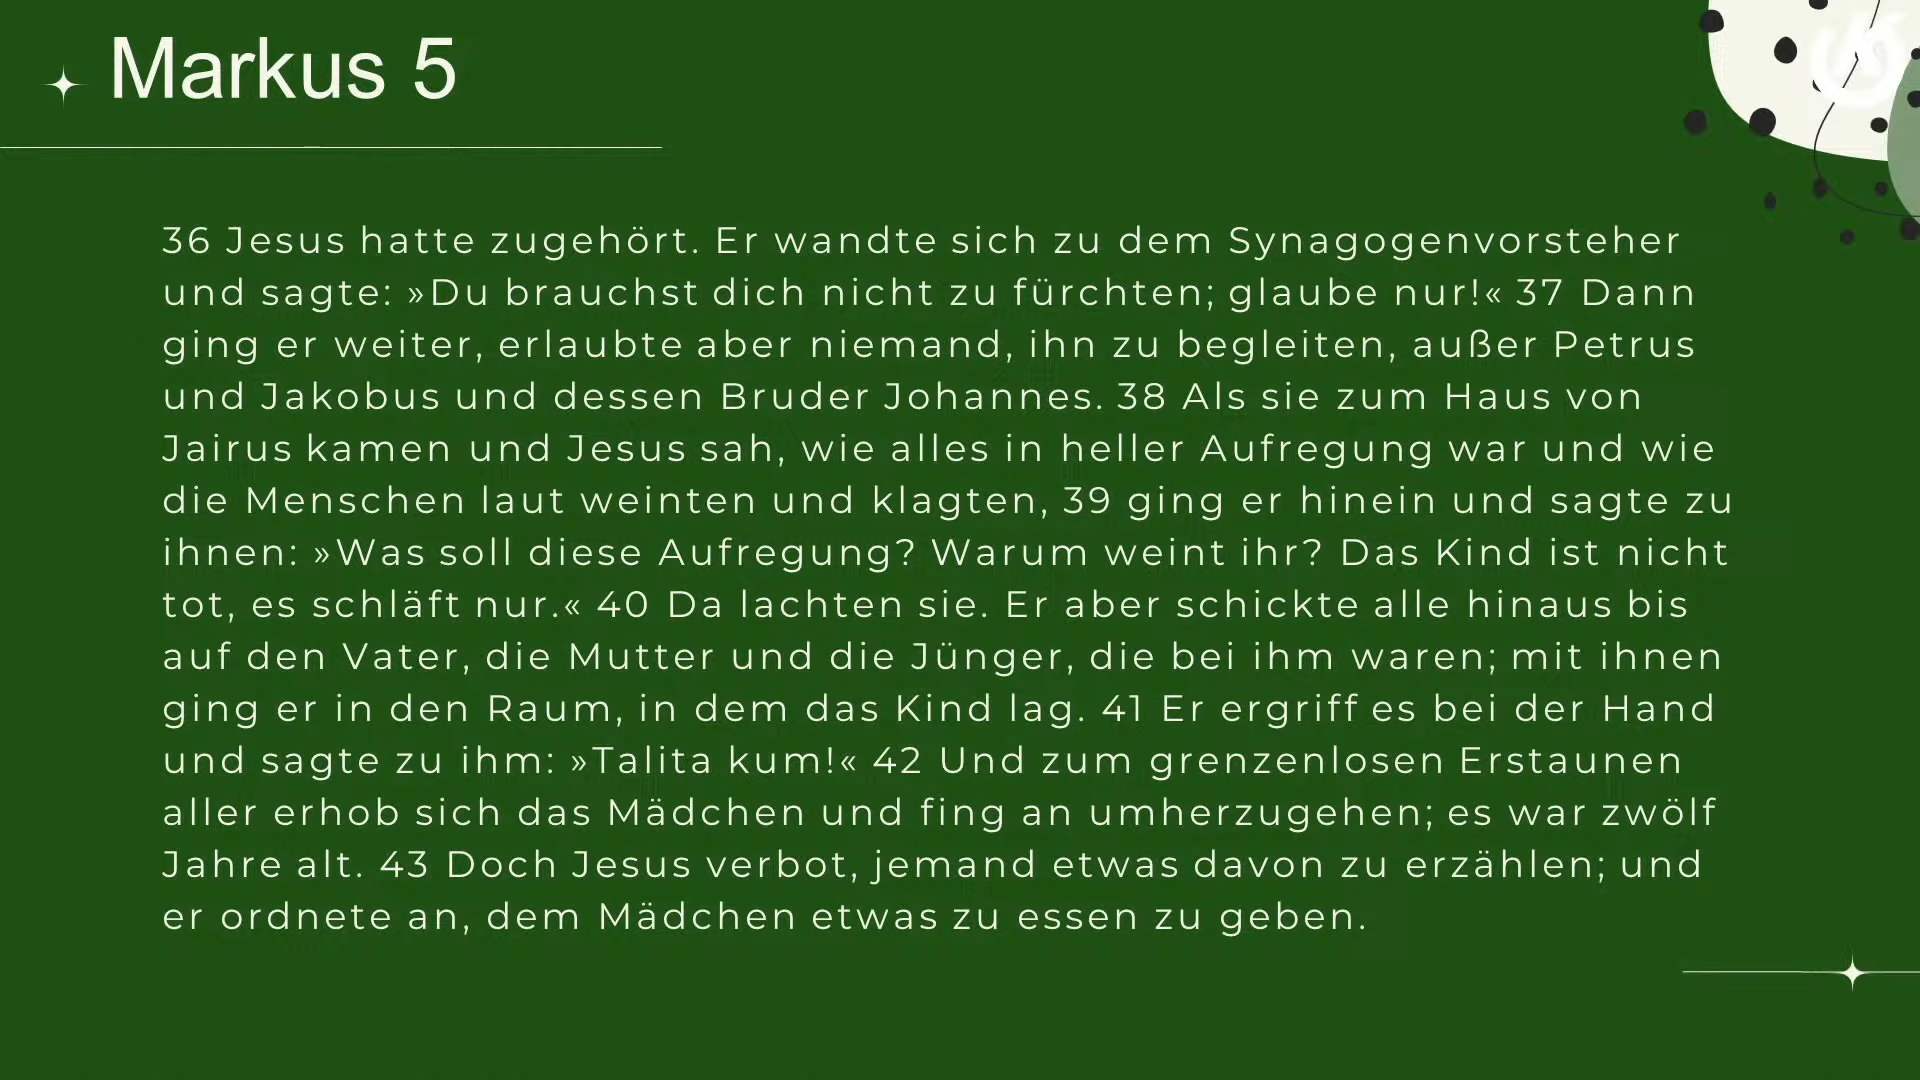 Markus 5
36 Jesus hatte zugehört. Er wandte sich zu dem Synagogenvorsteher
und sagte: »Du brauchst dich nicht zu fürchten; glaube nur!« 37 Dann
ging er weiter, erlaubte aber niemand, ihn zu begleiten, außer Petrus
und Jakobus und dessen Bruder Johannes. 38 Als sie zum Haus von
Jairus kamen und Jesus sah, wie alles in heller Aufregung war und wie
die Menschen laut weinten und klagten, 39 ging er hinein und sagte zu
ihnen: »Was soll diese Aufregung? Warum weint ihr? Das Kind ist nicht
tot, es schläft nur.« 40 Da lachten sie. Er aber schickte alle hinaus bis
auf den Vater, die Mutter und die Jünger, die bei ihm waren; mit ihnen
ging er in den Raum, in dem das Kind lag. 41 Er ergriff es bei der Hand
und sagte zu ihm: »Talita kum!« 42 Und zum grenzenlosen Erstaunen
aller erhob sich das Mädchen und fing an umherzugehen; es war zwölf
Jahre alt. 43 Doch Jesus verbot, jemand etwas davon zu erzählen; und
er ordnete an, dem Mädchen etwas zu essen zu geben.